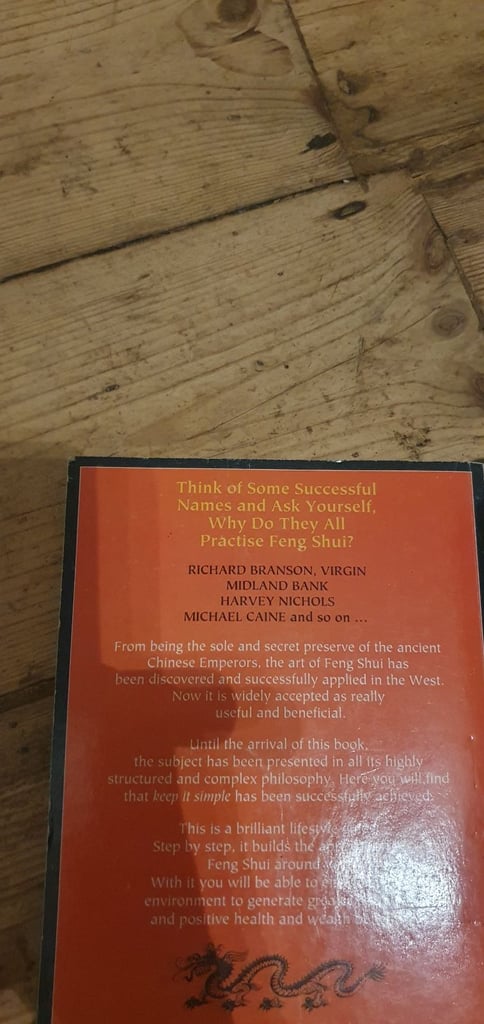 Think of Some Successful
Names and Ask Yourself,
Why Do They All
Practise Feng Shui?
RICHARD BRANSON, VIRGIN
MIDLAND BANK
HARVEY NICHOLS
MICHAEL CAINE and so on ...
From being the sole and secret preserve of the ancient
Chinese Emperors, the art of Feng Shui has
been discovered and successfully applied in the West.
Now it is widely accepted as really
useful and beneficial.
Until the arrival of this book,
the subject has been presented in all its highly
structured and complex philosophy. Here you will find
that keep it simple has been successfully achieved.
This is a brilliant lifestyle
Step by step, it builds the
Feng Shui around
With it you will be able to
environment to generate
and positive health and wealth